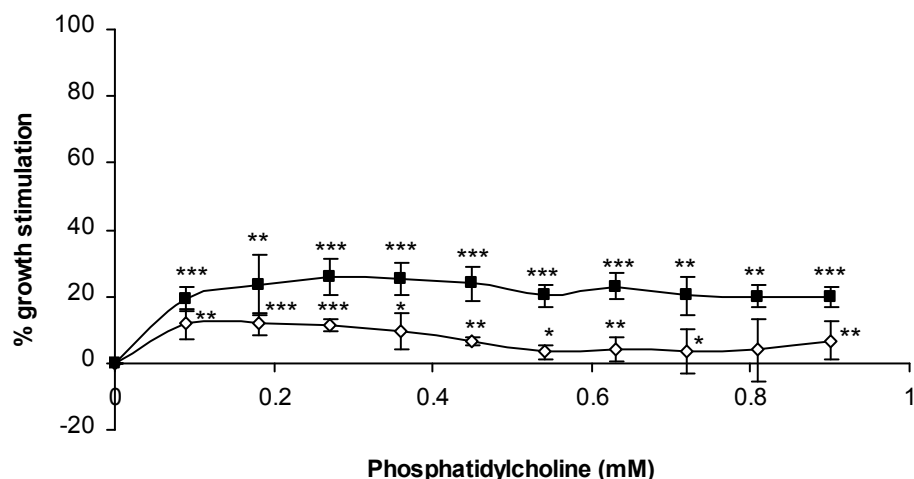 100
80
60
% growth stimulation
40
** *** *** ***
*** *** *** ** ** ***
20
** *** *** * ** * ** * **
0
0 0.2 0.4 0.6 0.8 1
-20
Phosphatidylcholine (mM)